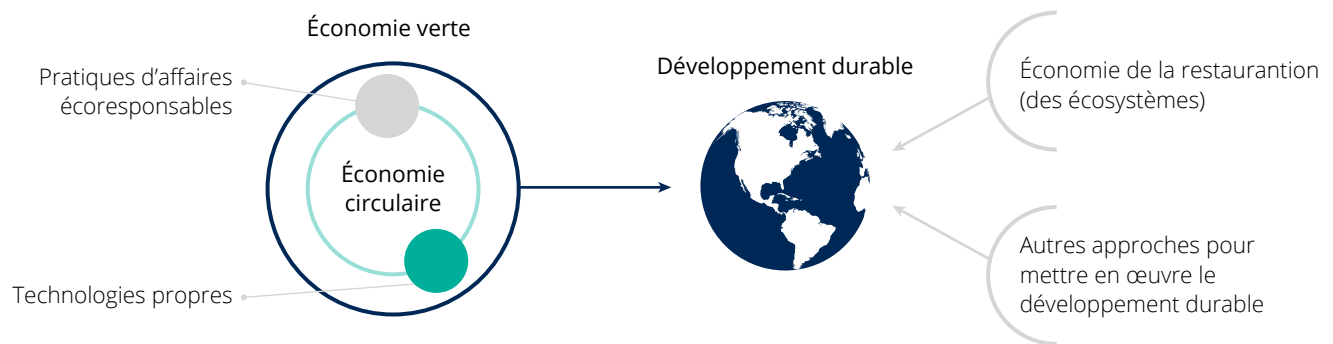 Économie verte
Pratiques d'affaires
écoresponsables
Économie
circulaire
Technologies propres
Développement durable
Économie de la restaurantion
(des écosystèmes)
Autres approches pour
mettre en œuvre le
développement durable